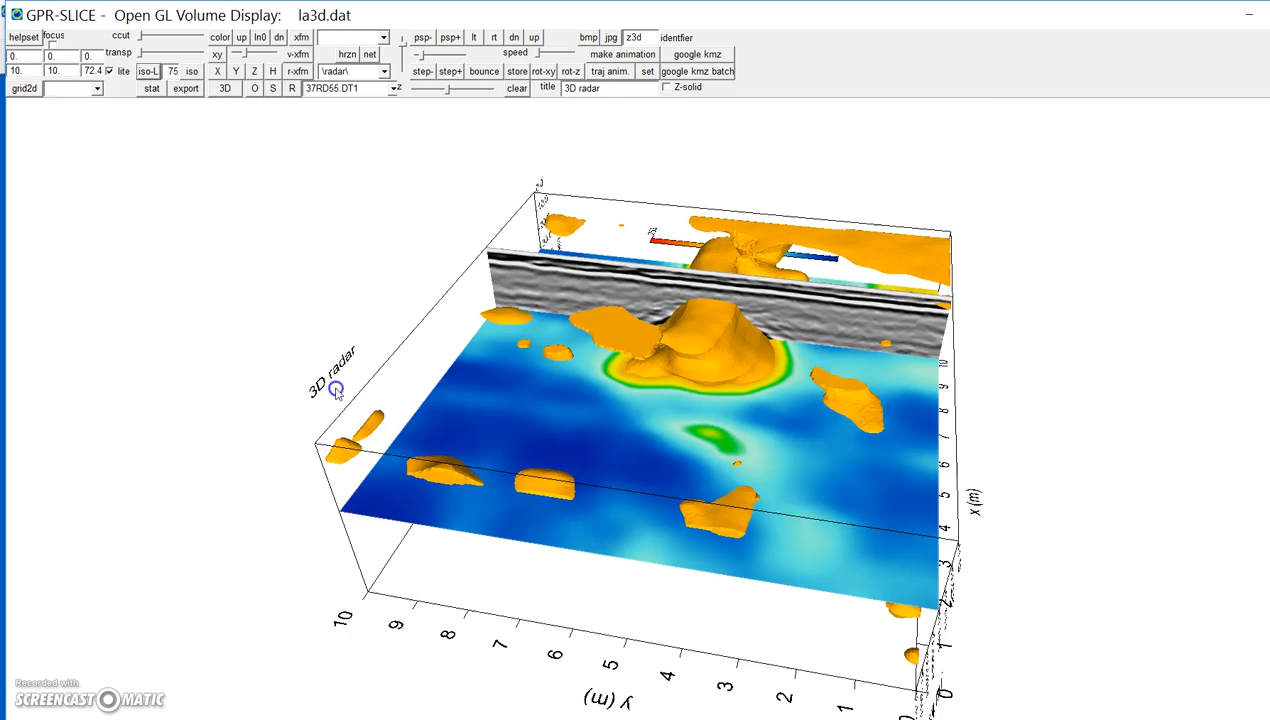 GPR-SLICE - Open GL Volume Display: la3d.dat
helpset focus ccut color up ln0 dn xfm psp- psp+ lt rt dn up bmp jpg z3d identfier
0. 0. 0. transp xy v-xfm hrzn net speed make animation google kmz
10. 10. 72.4 lite iso-L 75 iso X Y Z H r-xfm \radar\ step- step+ bounce store rot-xy rot-z traj anim. set google kmz batch
grid2d stat export 3D O S R 37RD55.DT1 z clear title 3D radar Z-solid
3D radar
10 9 8 7 6 5 4 3 2 1
y (m)
10
9
8
7
6
5
4
3
2
1
0
x (m)
Recorded with
SCREENCAST MATIC